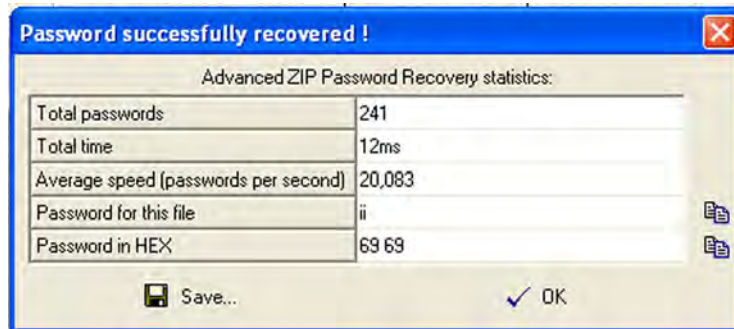 Password successfully recovered !
Advanced ZIP Password Recovery statistics:
Total passwords 241
Total time 12ms
Average speed (passwords per second) 20,083
Password for this file ii
Password in HEX 69 69
Save... OK